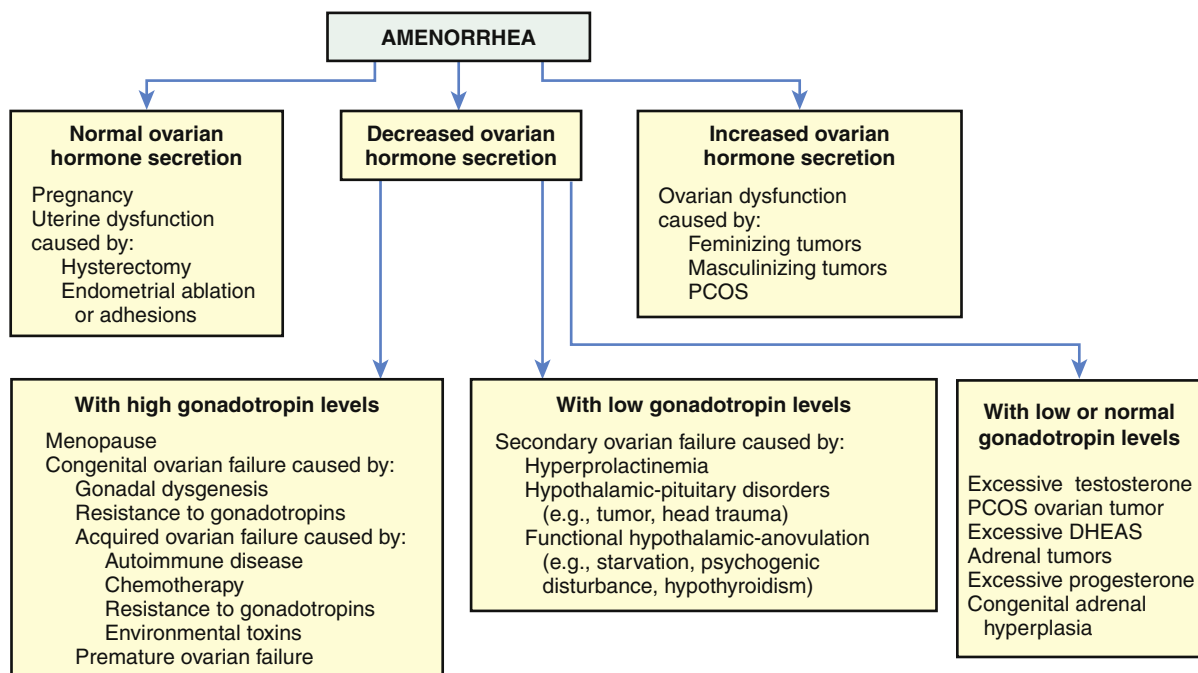 AMENORRHEA
Normal ovarian
hormone secretion
Pregnancy
Uterine dysfunction
caused by:
Hysterectomy
Endometrial ablation
or adhesions
Decreased ovarian
hormone secretion
Increased ovarian
hormone secretion
Ovarian dysfunction
caused by:
Feminizing tumors
Masculinizing tumors
PCOS
With high gonadotropin levels
Menopause
Congenital ovarian failure caused by:
Gonadal dysgenesis
Resistance to gonadotropins
Acquired ovarian failure caused by:
Autoimmune disease
Chemotherapy
Resistance to gonadotropins
Environmental toxins
Premature ovarian failure
With low gonadotropin levels
Secondary ovarian failure caused by:
Hyperprolactinemia
Hypothalamic-pituitary disorders
(e.g., tumor, head trauma)
Functional hypothalamic-anovulation
(e.g., starvation, psychogenic
disturbance, hypothyroidism)
With low or normal
gonadotropin levels
Excessive testosterone
PCOS ovarian tumor
Excessive DHEAS
Adrenal tumors
Excessive progesterone
Congenital adrenal
hyperplasia